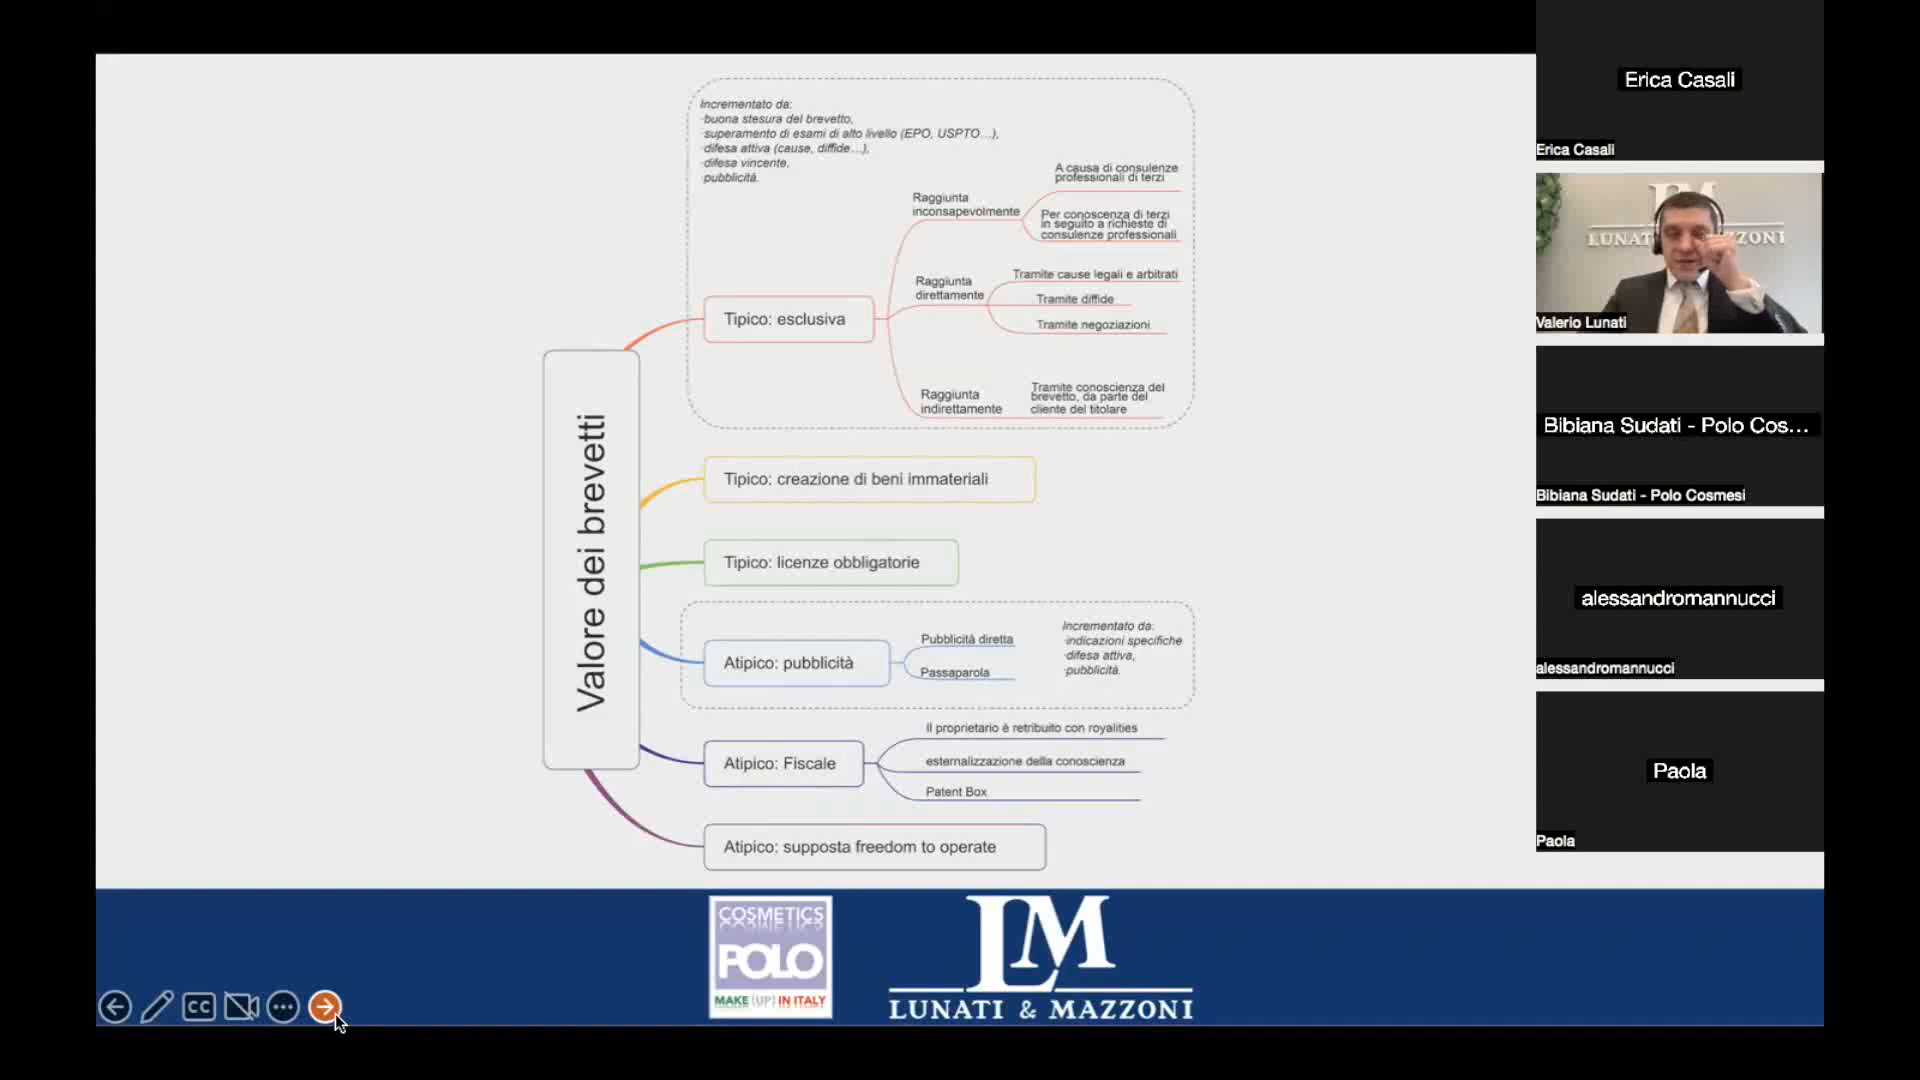 Incrementato da:
·buona stesura del brevetto,
·superamento di esami di alto livello (EPO, USPTO…),
·difesa attiva (cause, diffide…),
·difesa vincente,
·pubblicità.
A causa di consulenze
professionali di terzi
Raggiunta
inconsapevolmente
Per conoscenza di terzi
in seguito a richieste di
consulenze professionali
Raggiunta
direttamente
Tramite cause legali e arbitrati
Tramite diffide
Tramite negoziazioni
Tipico: esclusiva
Raggiunta
indirettamente
Tramite conoscienza del
brevetto, da parte del
cliente del titolare
Valore dei brevetti
Tipico: creazione di beni immateriali
Tipico: licenze obbligatorie
Atipico: pubblicità
Pubblicità diretta
Passaparola
Incrementato da:
·indicazioni specifiche
·difesa attiva,
·pubblicità.
Atipico: Fiscale
Il proprietario è retribuito con royalities
esternalizzazione della conoscienza
Patent Box
Atipico: supposta freedom to operate
COSMETICS
POLO
MAKE (UP) IN ITALY
LM
LUNATI & MAZZONI
CC
Erica Casali
Erica Casali
LM
LUNAT ZONI
Valerio Lunati
Bibiana Sudati - Polo Cos...
Bibiana Sudati - Polo Cosmesi
alessandromannucci
alessandromannucci
Paola
Paola